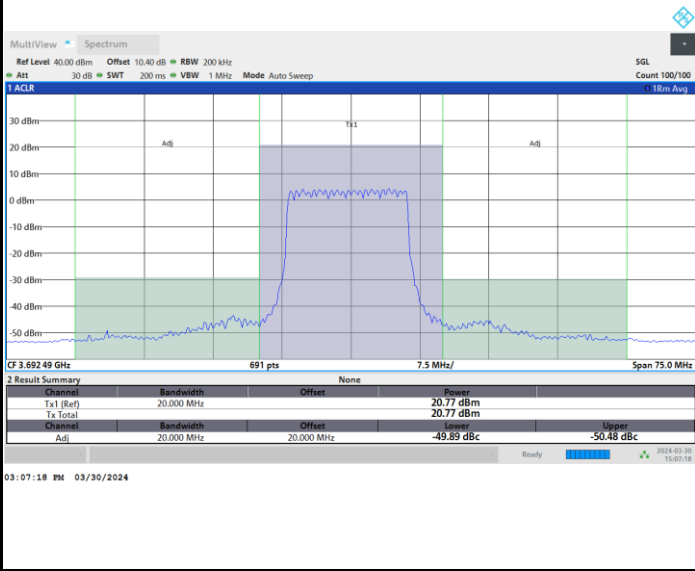 MultiView Spectrum
Ref Level 40.00 dBm Offset 10.40 dB RBW 200 kHz SGL
Att 30 dB SWT 200 ms VBW 1 MHz Mode Auto Sweep Count 100/100
1 ACLR 1Rm Avg
30 dBm
Tx1
20 dBm
Adj Adj
10 dBm
0 dBm
-10 dBm
-20 dBm
-30 dBm
-40 dBm
-50 dBm
CF 3.692 49 GHz 691 pts 7.5 MHz/ Span 75.0 MHz
2 Result Summary None
Channel Bandwidth Offset Power
Tx1 (Ref) 20.000 MHz 20.77 dBm
Tx Total 20.77 dBm
Channel Bandwidth Offset Lower Upper
Adj 20.000 MHz 20.000 MHz -49.89 dBc -50.48 dBc
Ready 2024-03-30
15:07:18
03:07:18 PM 03/30/2024